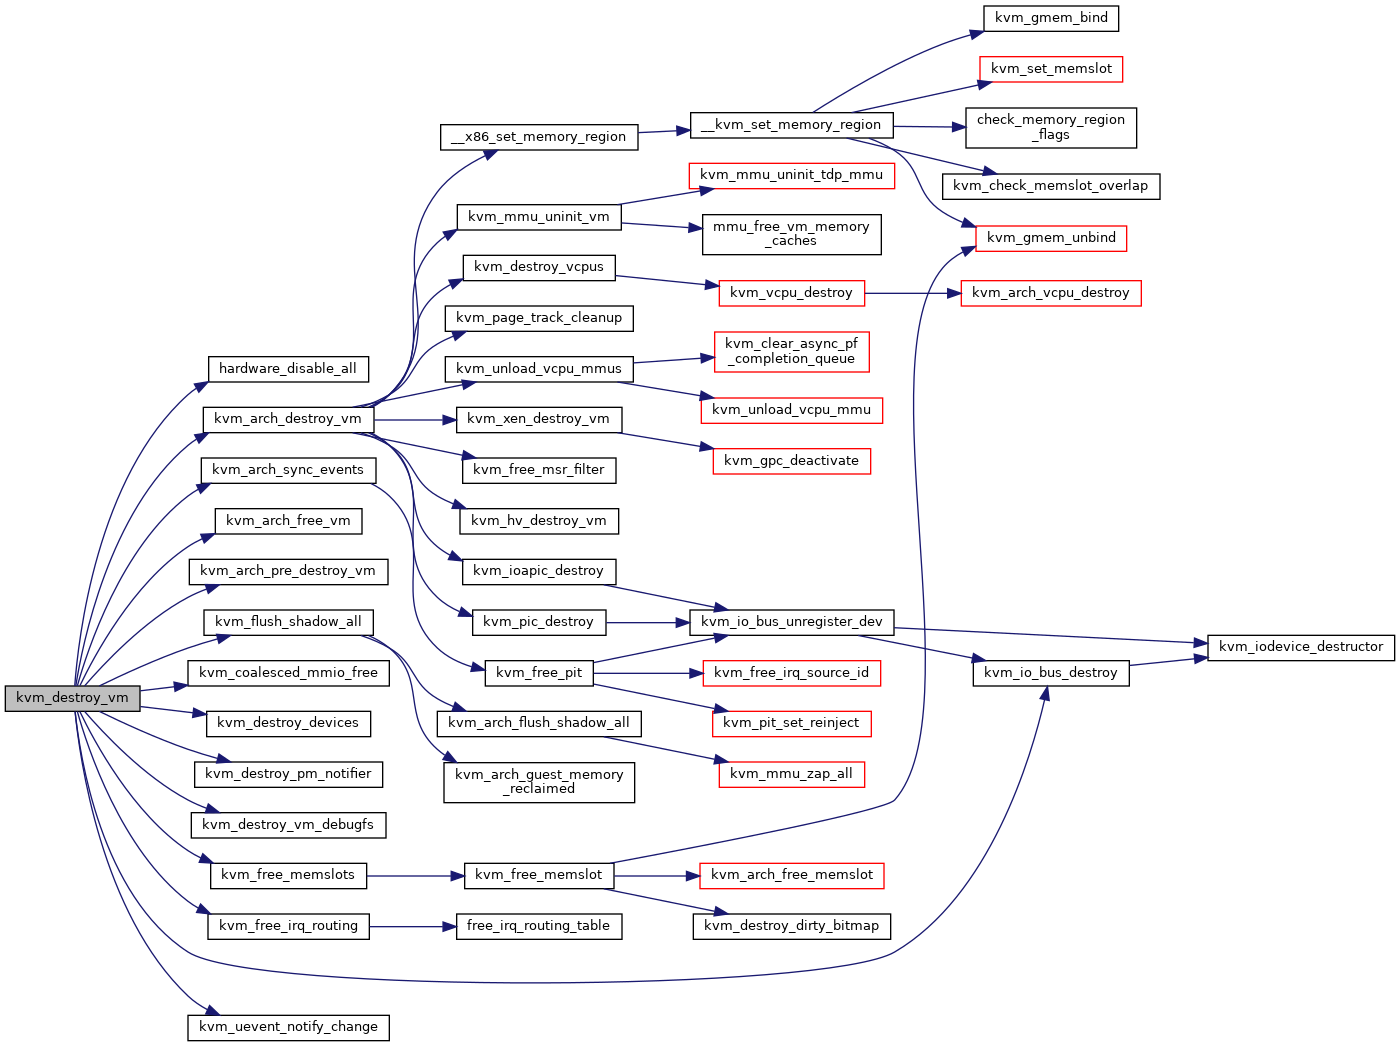 kvm_gmem_bind
kvm_set_memslot
__kvm_set_memory_region
check_memory_region
_flags
__x86_set_memory_region
kvm_mmu_uninit_tdp_mmu
kvm_check_memslot_overlap
kvm_mmu_uninit_vm
mmu_free_vm_memory
_caches
kvm_gmem_unbind
kvm_destroy_vcpus
kvm_vcpu_destroy
kvm_arch_vcpu_destroy
kvm_page_track_cleanup
kvm_clear_async_pf
_completion_queue
hardware_disable_all
kvm_unload_vcpu_mmus
kvm_unload_vcpu_mmu
kvm_arch_destroy_vm
kvm_xen_destroy_vm
kvm_gpc_deactivate
kvm_arch_sync_events
kvm_free_msr_filter
kvm_arch_free_vm
kvm_hv_destroy_vm
kvm_arch_pre_destroy_vm
kvm_ioapic_destroy
kvm_flush_shadow_all
kvm_pic_destroy
kvm_io_bus_unregister_dev
kvm_iodevice_destructor
kvm_coalesced_mmio_free
kvm_free_pit
kvm_free_irq_source_id
kvm_io_bus_destroy
kvm_destroy_vm
kvm_destroy_devices
kvm_arch_flush_shadow_all
kvm_pit_set_reinject
kvm_destroy_pm_notifier
kvm_arch_guest_memory
_reclaimed
kvm_mmu_zap_all
kvm_destroy_vm_debugfs
kvm_free_memslots
kvm_free_memslot
kvm_arch_free_memslot
kvm_free_irq_routing
free_irq_routing_table
kvm_destroy_dirty_bitmap
kvm_uevent_notify_change